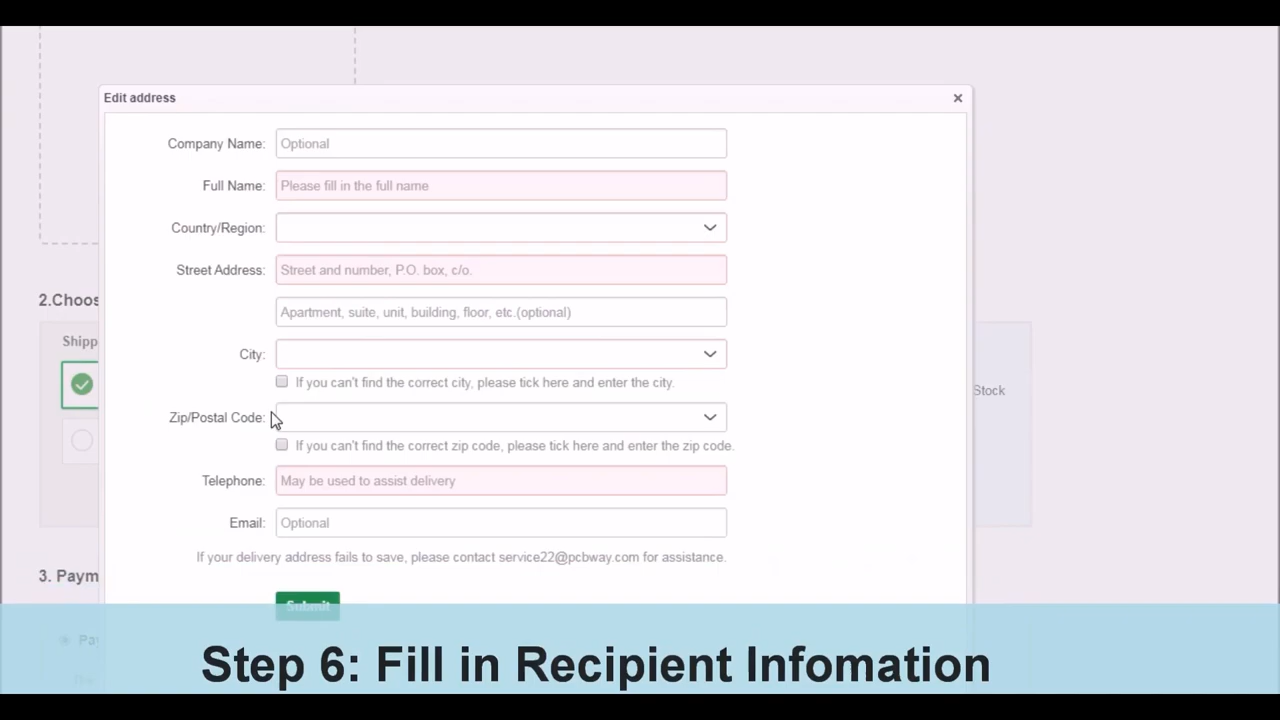 Edit address
×
Company Name: Optional
Full Name: Please fill in the full name
Country/Region:
Street Address: Street and number, P.O. box, c/o.
Apartment, suite, unit, building, floor, etc.(optional)
2.Choos
Shipp
City:
If you can't find the correct city, please tick here and enter the city.
Stock
Zip/Postal Code:
If you can't find the correct zip code, please tick here and enter the zip code.
Telephone: May be used to assist delivery
Email: Optional
If your delivery address fails to save, please contact service22@pcbway.com for assistance.
3. Paym
Submit
Pay
Step 6: Fill in Recipient Infomation